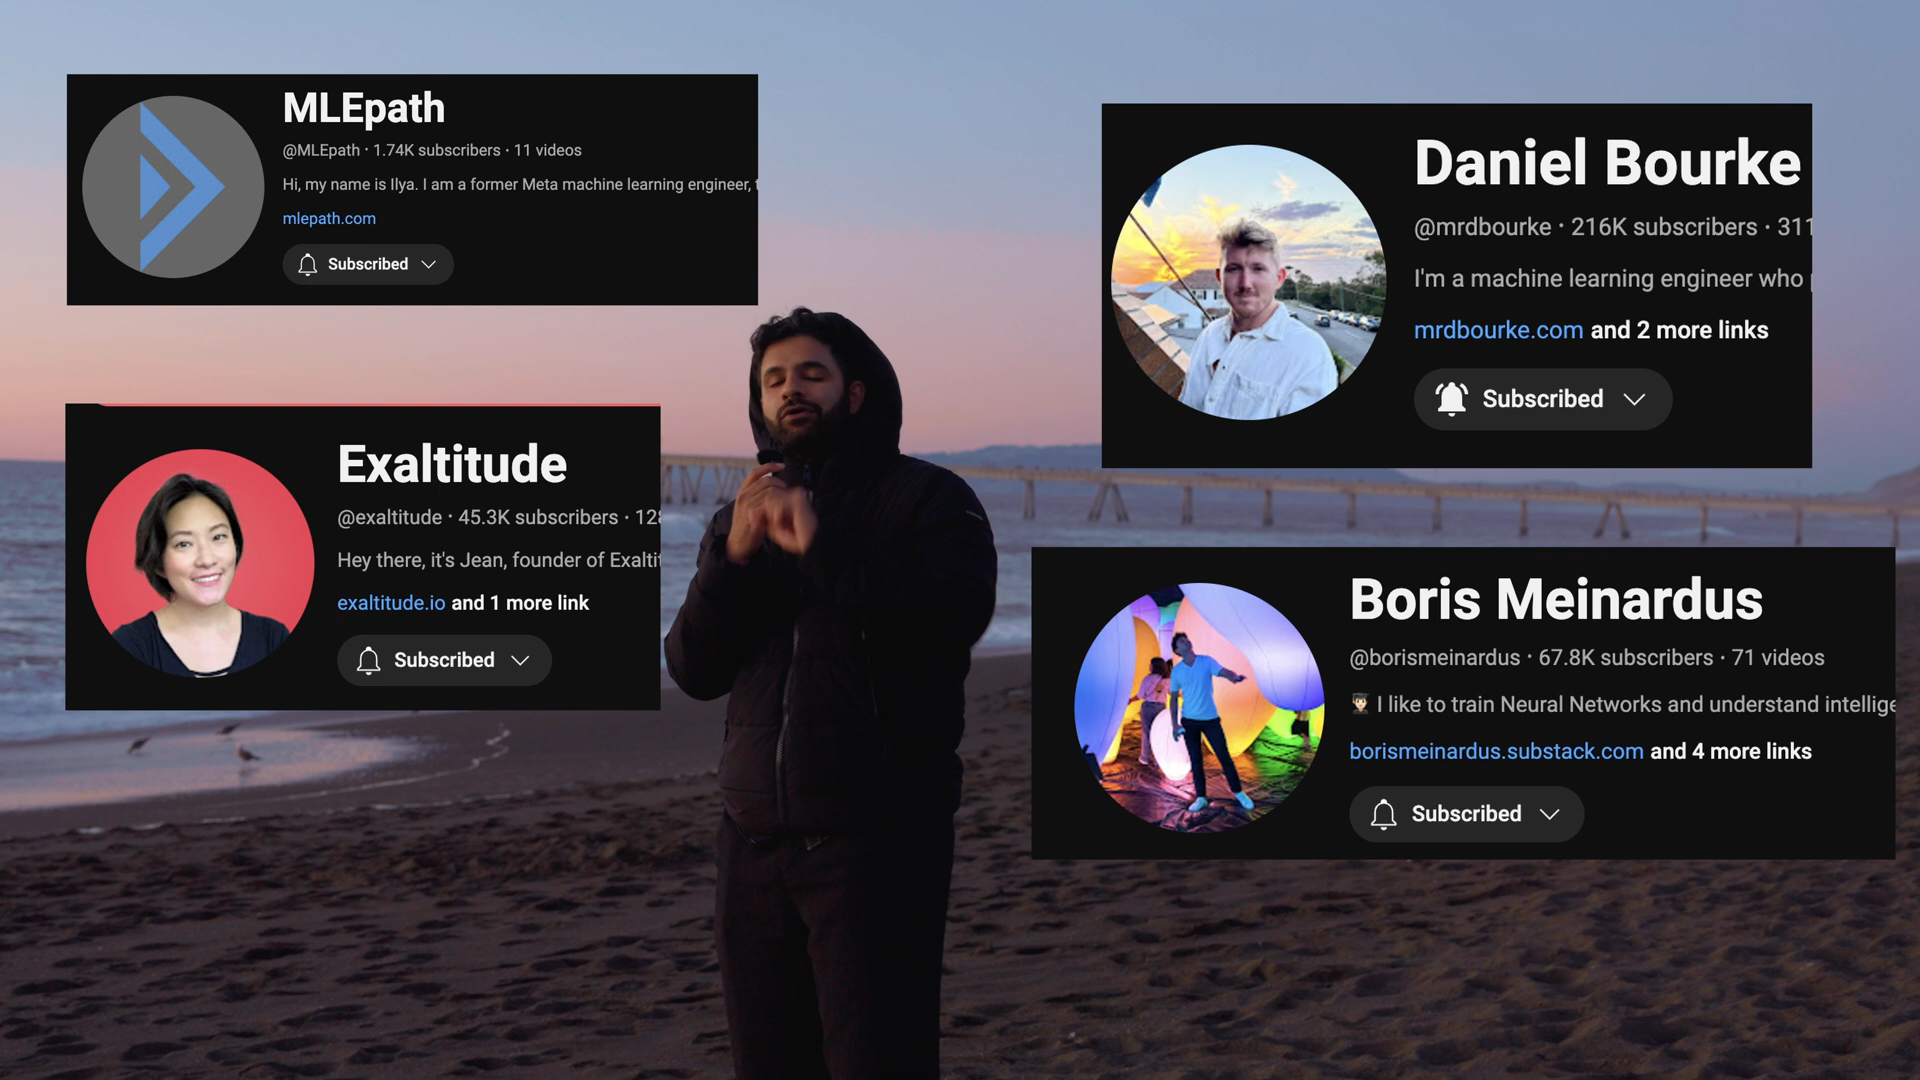 MLEpath
@MLEpath · 1.74K subscribers · 11 videos
Hi, my name is Ilya. I am a former Meta machine learning engineer,
mlepath.com
Subscribed
Daniel Bourke
@mrdbourke · 216K subscribers · 311
I'm a machine learning engineer who
mrdbourke.com and 2 more links
Subscribed
Exaltitude
@exaltitude · 45.3K subscribers · 128
Hey there, it's Jean, founder of Exaltit
exaltitude.io and 1 more link
Subscribed
Boris Meinardus
@borismeinardus · 67.8K subscribers · 71 videos
👨🏻‍🎓 I like to train Neural Networks and understand intellige
borismeinardus.substack.com and 4 more links
Subscribed